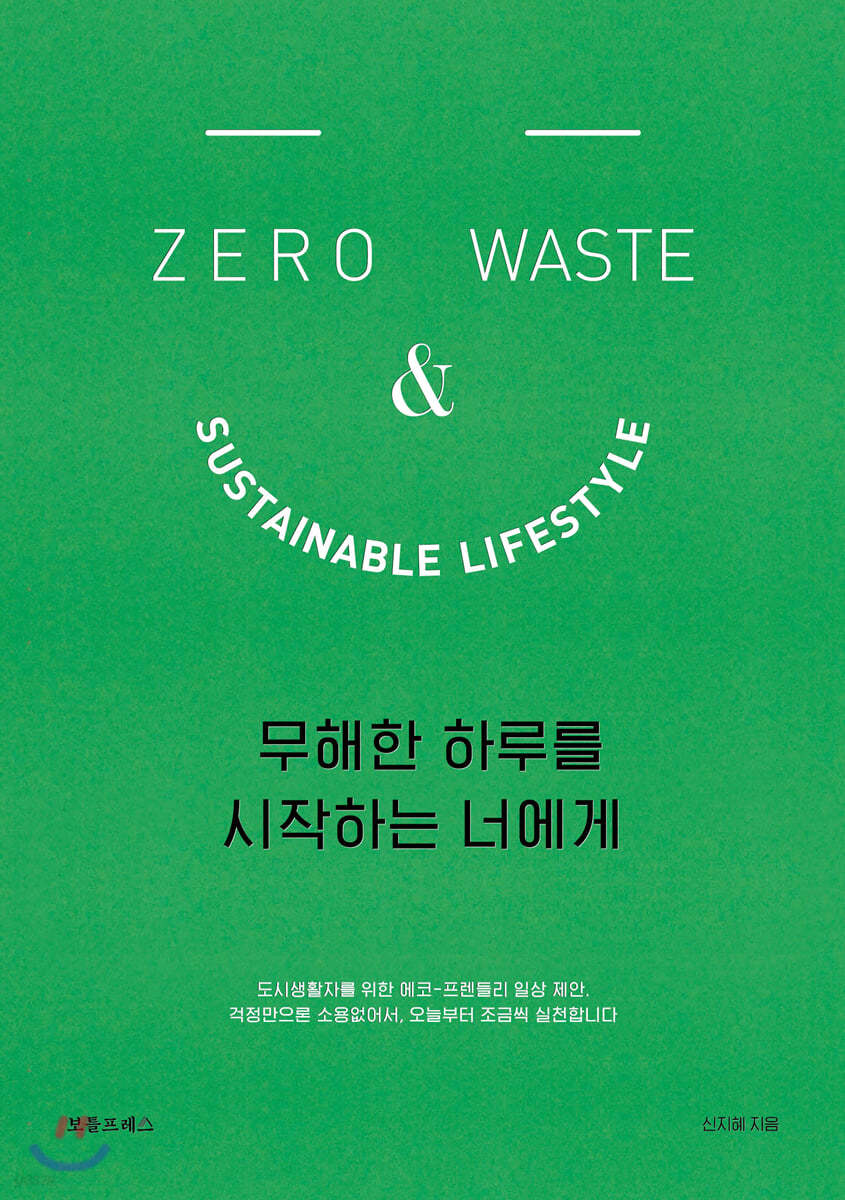 ZERO WASTE
&
SUSTAINABLE LIFESTYLE
무해한 하루를
시작하는 너에게
도시생활자를 위한 에코-프렌들리 일상 제안.
걱정만으론 소용없어서, 오늘부터 조금씩 실천합니다
보틀프레스
신지혜 지음